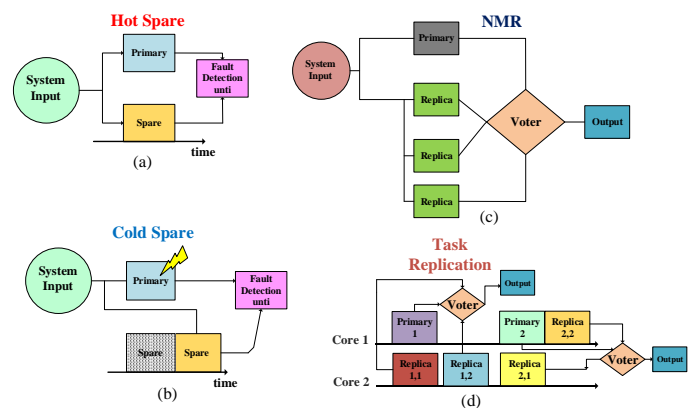 Hot Spare
System
Input
Primary
Spare
Fault
Detection
unti
time
(a)
NMR
System
Input
Primary
Replica
Replica
Replica
Voter
Output
(c)
Cold Spare
System
Input
Primary
Spare
Spare
Fault
Detection
unti
time
(b)
Task
Replication
Output
Voter
Primary
1
Primary
2
Replica
2,2
Core 1
Replica
1,1
Replica
1,2
Replica
2,1
Voter
Output
Core 2
(d)